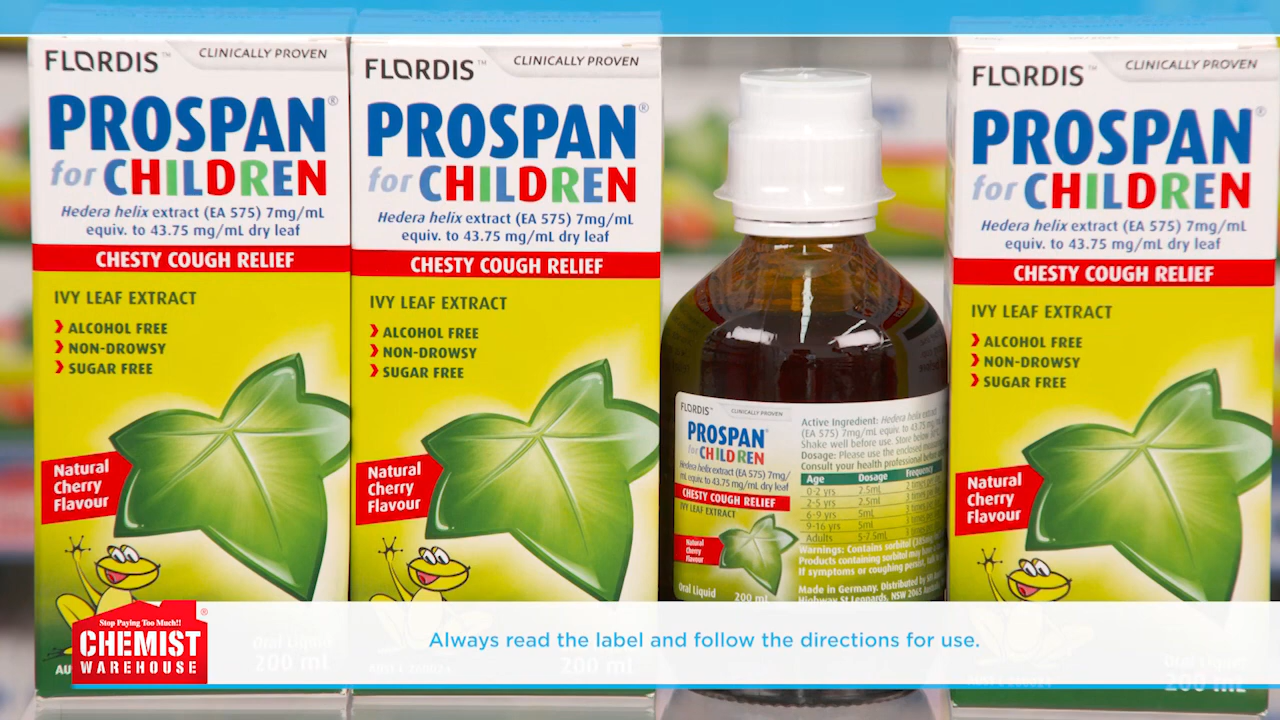 FLORDIS™ CLINICALLY PROVEN
PROSPAN®
for CHILDREN
Hedera helix extract (EA 575) 7mg/mL
equiv. to 43.75 mg/mL dry leaf
CHESTY COUGH RELIEF
IVY LEAF EXTRACT
❯ ALCOHOL FREE
❯ NON-DROWSY
❯ SUGAR FREE
Natural
Cherry
Flavour
Oral Liquid
200 ml
FLORDIS™ CLINICALLY PROVEN
PROSPAN®
for CHILDREN
Hedera helix extract (EA 575) 7mg/mL
equiv. to 43.75 mg/mL dry leaf
CHESTY COUGH RELIEF
IVY LEAF EXTRACT
❯ ALCOHOL FREE
❯ NON-DROWSY
❯ SUGAR FREE
Natural
Cherry
Flavour
200 ml
FLORDIS™ CLINICALLY PROVEN
PROSPAN®
for CHILDREN
Hedera helix extract (EA 575) 7mg/
mL equiv. to 43.75 mg/mL dry leaf
CHESTY COUGH RELIEF
IVY LEAF EXTRACT
Natural
Cherry
Flavour
Oral Liquid 200 ml
Active Ingredient: Hedera helix extract
(EA 575) 7mg/mL equiv. to 43.75
Shake well before use. Store below
Dosage: Please use the enclosed
Consult your health professional before
Age Dosage Frequency
0-2 yrs 2.5mL 2 times
2-5 yrs 2.5mL 3 times
6-9 yrs 5mL 3 times
9-16 yrs 5mL 3 times
Adults 5-7.5mL
Warnings: Contains sorbitol
Products containing sorbitol may have
If symptoms or coughing persist,
Made in Germany. Distributed by
Highway St Leonards, NSW 2065
FLORDIS™ CLINICALLY PROVEN
PROSPAN®
for CHILDREN
Hedera helix extract (EA 575) 7mg/mL
equiv. to 43.75 mg/mL dry leaf
CHESTY COUGH RELIEF
IVY LEAF EXTRACT
❯ ALCOHOL FREE
❯ NON-DROWSY
❯ SUGAR FREE
Natural
Cherry
Flavour
Oral Liquid
200 mL
Stop Paying Too Much!!
CHEMIST
WAREHOUSE ®
Always read the label and follow the directions for use.